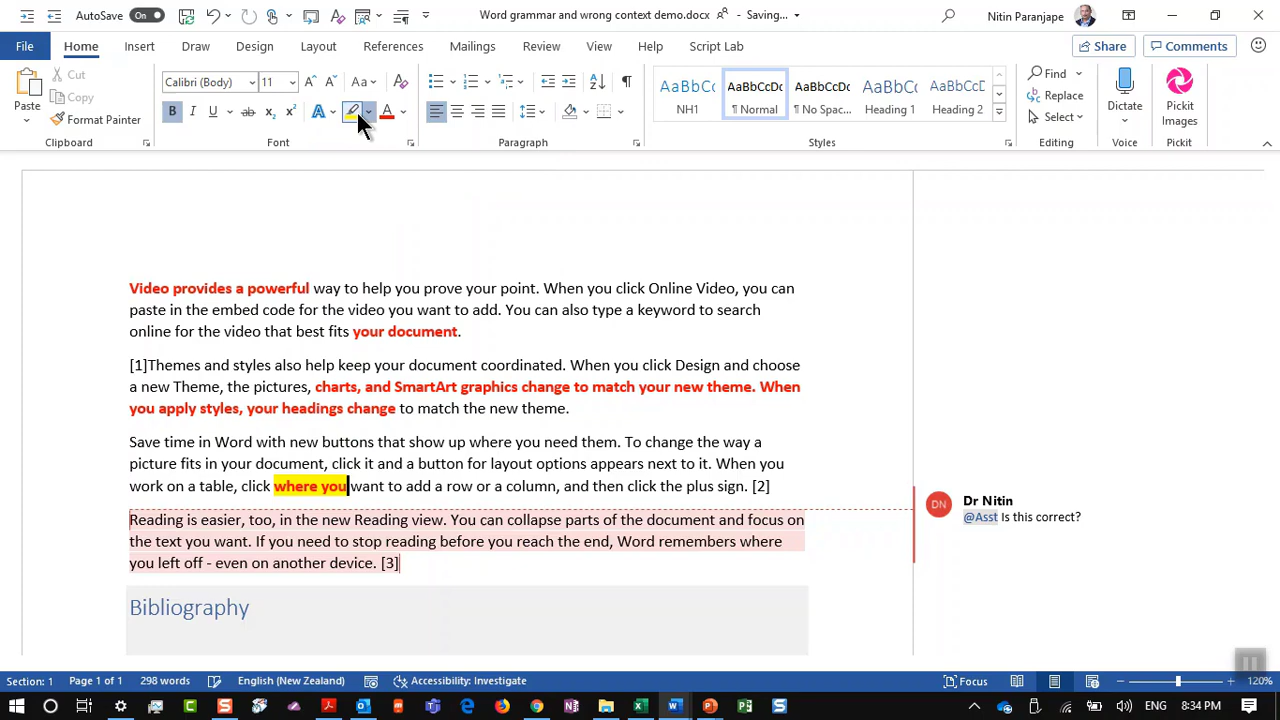 AutoSave On Word grammar and wrong context demo.docx - Saving... Nitin Paranjape
File Home Insert Draw Design Layout References Mailings Review View Help Script Lab Share Comments
Paste Cut Copy Format Painter
Calibri (Body) 11 A A Aa A
B I U ab x₂ x² A A
AaBbC NH1 AaBbCcDc ¶ Normal AaBbCcDc ¶ No Spac... AaBbC Heading 1 AaBbCc Heading 2
Find Replace Select Dictate Pickit Images
Clipboard Font Paragraph Styles Editing Voice Pickit
Video provides a powerful way to help you prove your point. When you click Online Video, you can
paste in the embed code for the video you want to add. You can also type a keyword to search
online for the video that best fits your document.
[1]Themes and styles also help keep your document coordinated. When you click Design and choose
a new Theme, the pictures, charts, and SmartArt graphics change to match your new theme. When
you apply styles, your headings change to match the new theme.
Save time in Word with new buttons that show up where you need them. To change the way a
picture fits in your document, click it and a button for layout options appears next to it. When you
work on a table, click where you want to add a row or a column, and then click the plus sign. [2]
Reading is easier, too, in the new Reading view. You can collapse parts of the document and focus on
the text you want. If you need to stop reading before you reach the end, Word remembers where
you left off - even on another device. [3]
DN Dr Nitin
@Asst Is this correct?
Bibliography
Section: 1 Page 1 of 1 298 words English (New Zealand) Accessibility: Investigate Focus 120%
ENG 8:34 PM